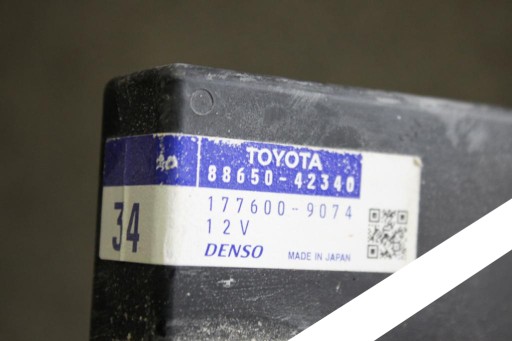 TOYOTA
88650-42340
34
177600-9074
12V
DENSO MADE IN JAPAN